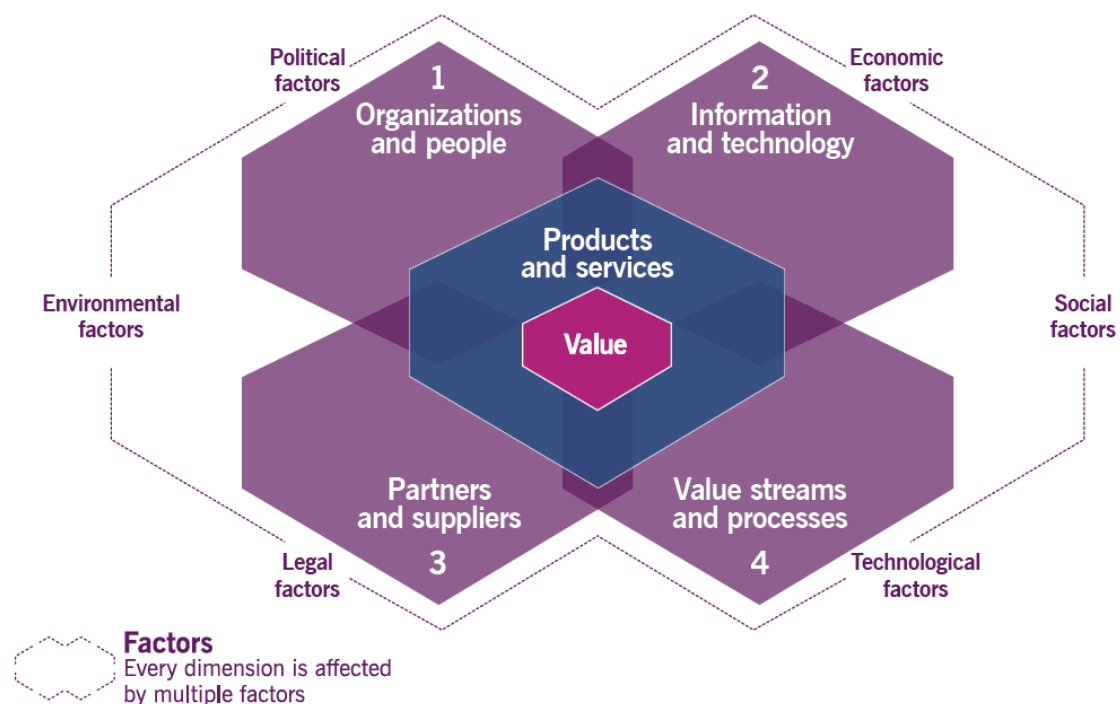 Political
factors
Economic
factors
1
Organizations
and people
2
Information
and technology
Products
and services
Environmental
factors
Value
Social
factors
Partners
and suppliers
3
Value streams
and processes
4
Legal
factors
Technological
factors
Factors
Every dimension is affected
by multiple factors